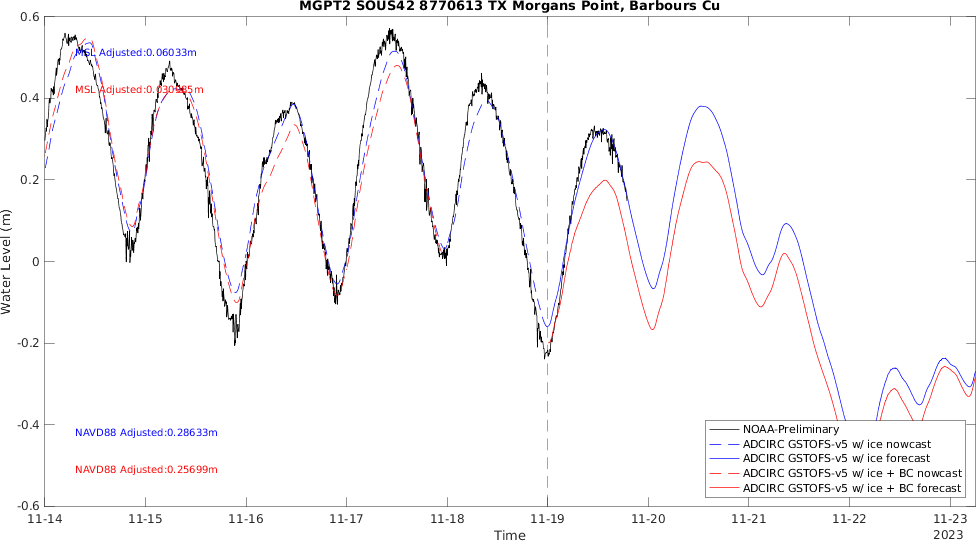 MGPT2 SOUS42 8770613 TX Morgans Point, Barbours Cu
0.6
0.4
0.2
0
-0.2
-0.4
-0.6
Water Level (m)
MSL Adjusted:0.06033m
MSL Adjusted:0.030985m
NAVD88 Adjusted:0.28633m
NAVD88 Adjusted:0.25699m
NOAA-Preliminary
ADCIRC GSTOFS-v5 w/ ice nowcast
ADCIRC GSTOFS-v5 w/ ice forecast
ADCIRC GSTOFS-v5 w/ ice + BC nowcast
ADCIRC GSTOFS-v5 w/ ice + BC forecast
11-14 11-15 11-16 11-17 11-18 11-19 11-20 11-21 11-22 11-23
Time
2023